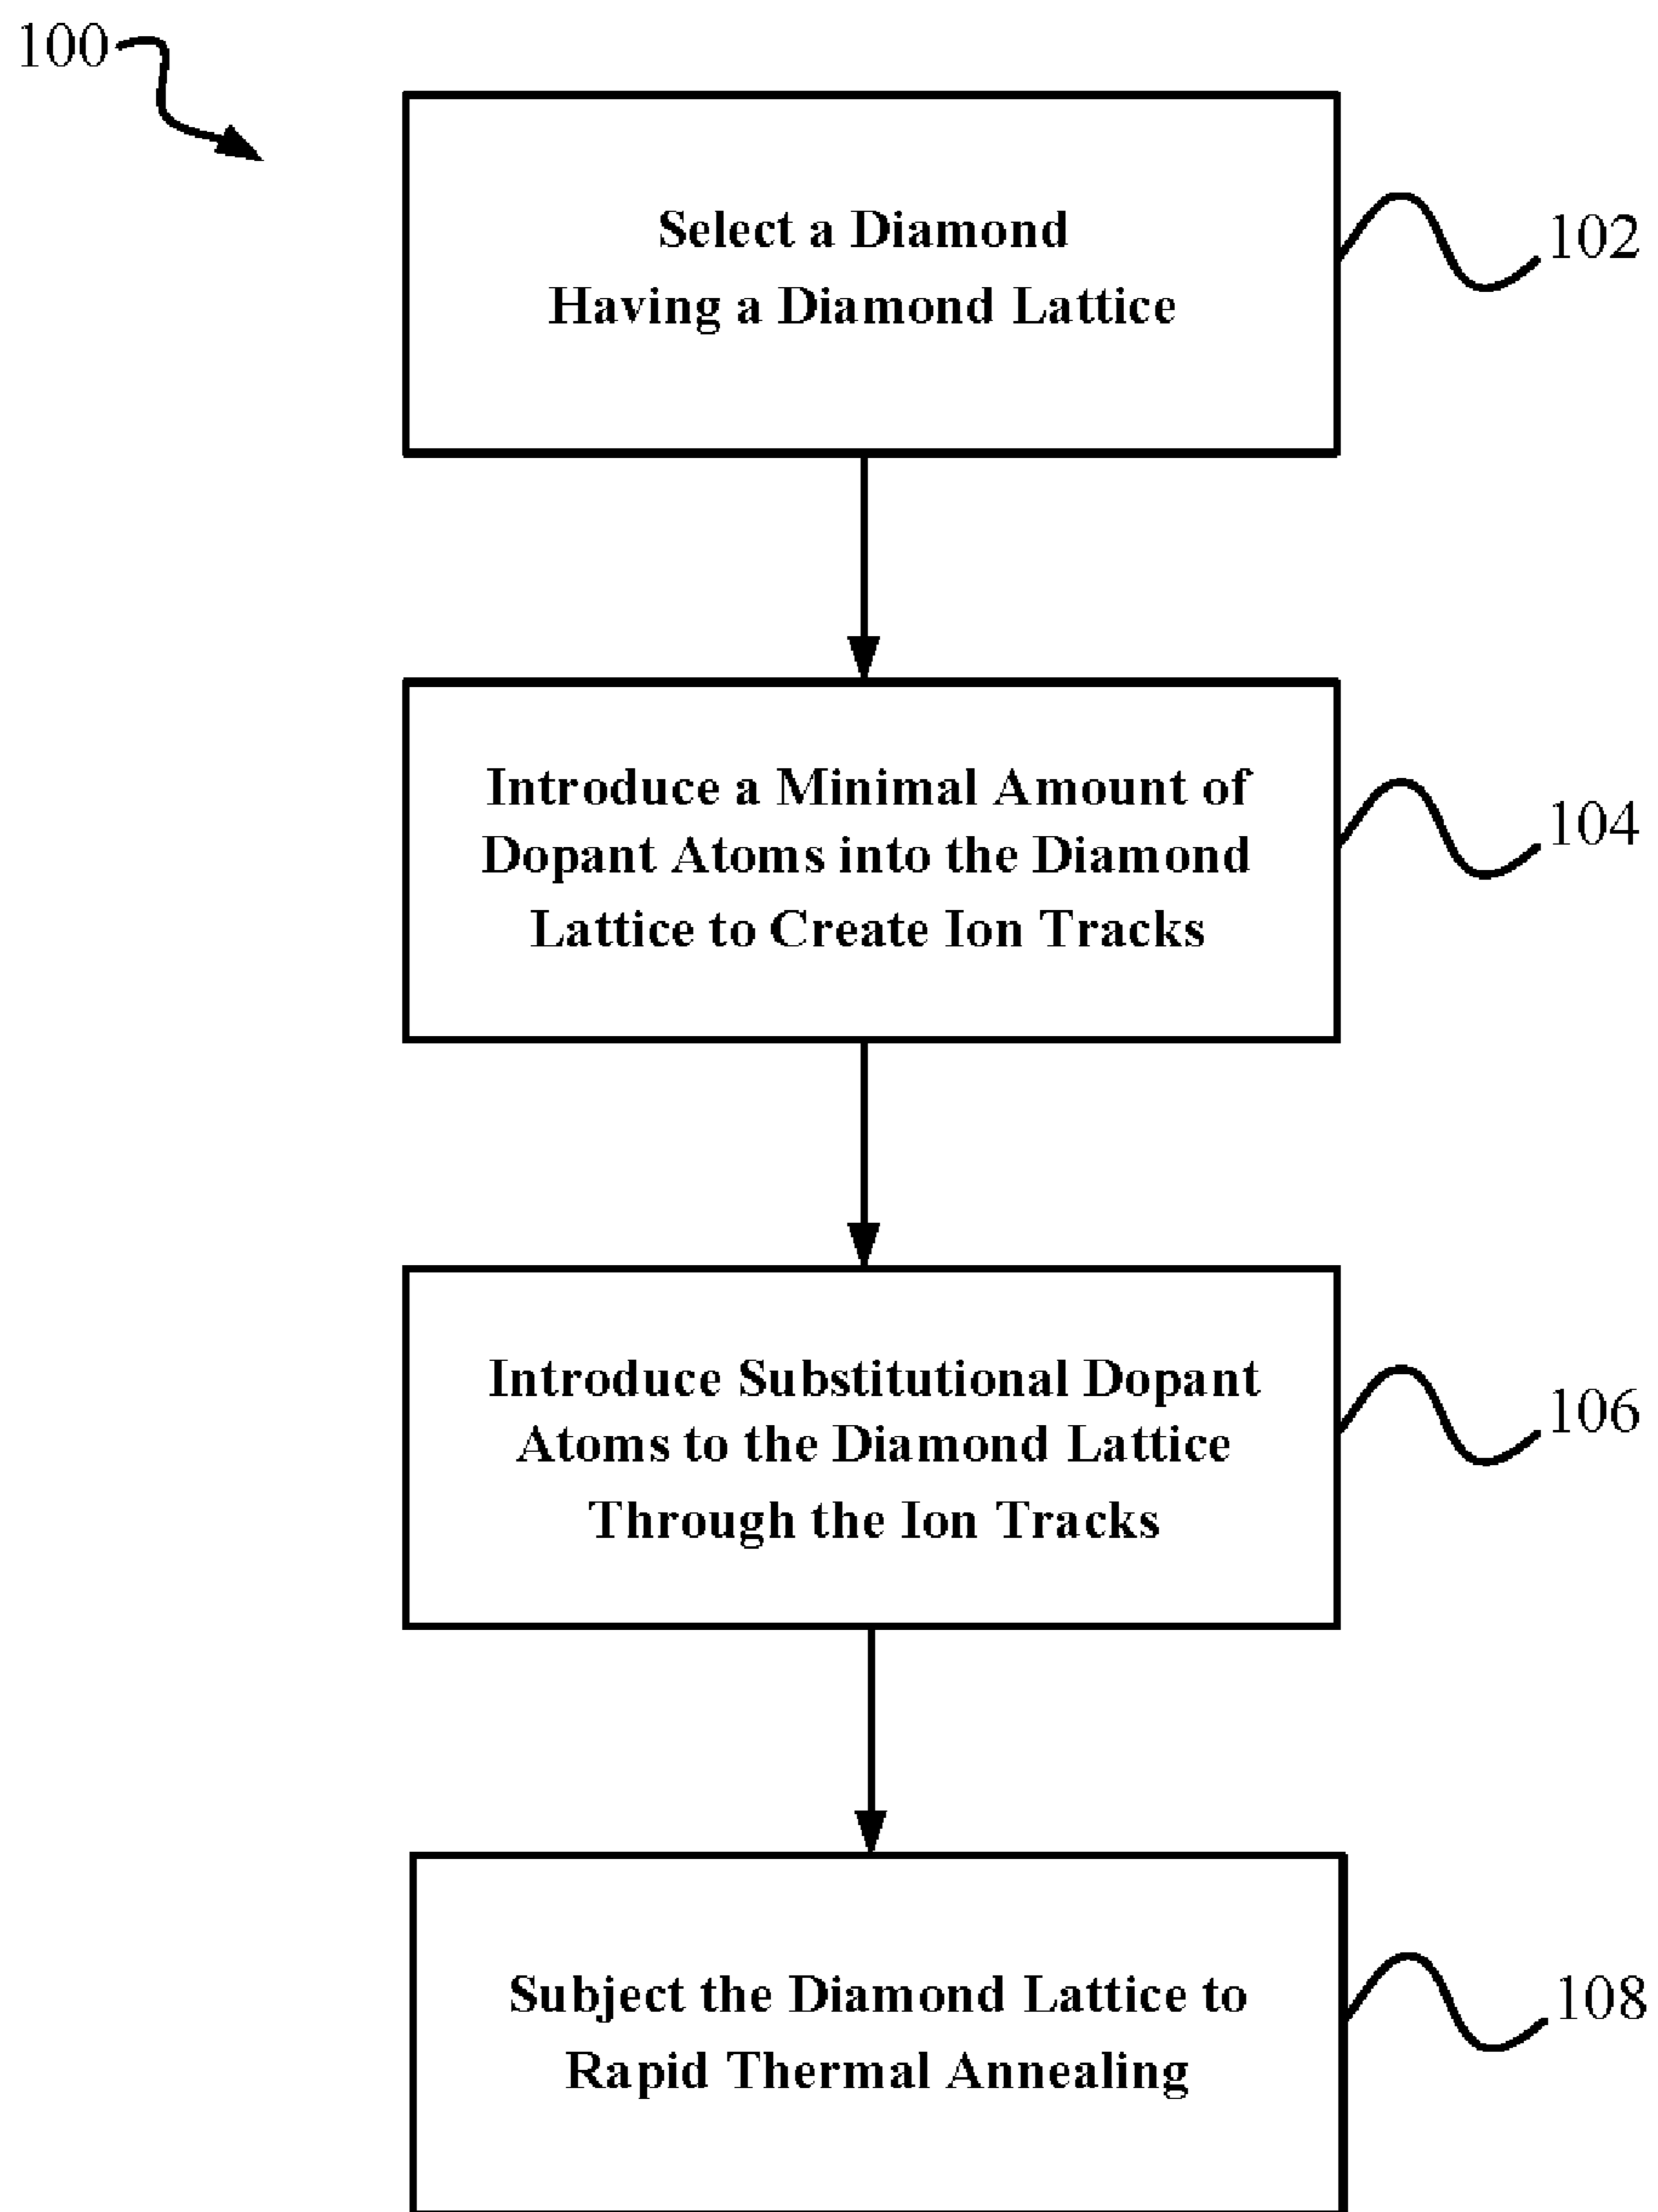 100
Select a Diamond
Having a Diamond Lattice
102
Introduce a Minimal Amount of
Dopant Atoms into the Diamond
Lattice to Create Ion Tracks
104
Introduce Substitutional Dopant
Atoms to the Diamond Lattice
Through the Ion Tracks
106
Subject the Diamond Lattice to
Rapid Thermal Annealing
108